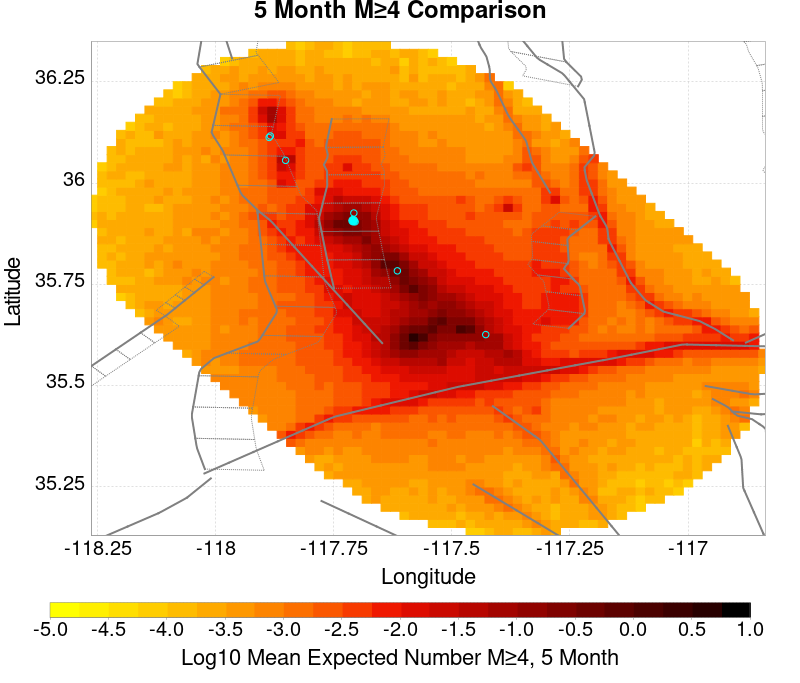 5 Month M≥4 Comparison
36.25
36
35.75
35.5
35.25
Latitude
-118.25 -118 -117.75 -117.5 -117.25 -117
Longitude
-5.0 -4.5 -4.0 -3.5 -3.0 -2.5 -2.0 -1.5 -1.0 -0.5 0.0 0.5 1.0
Log10 Mean Expected Number M≥4, 5 Month